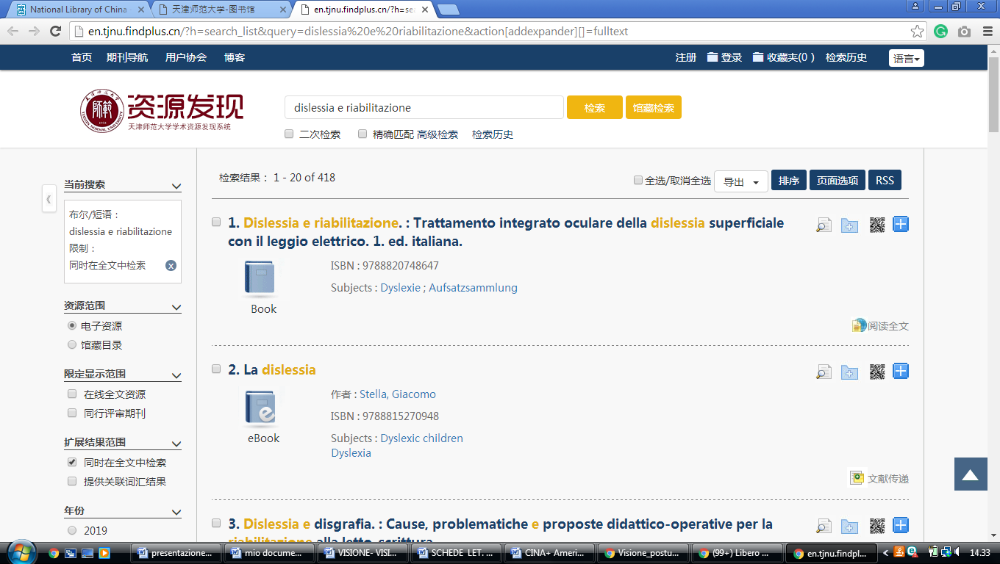 National Library of China -
天津师范大学-图书馆
en.tjnu.findplus.cn/?h=sea
en.tjnu.findplus.cn/?h=search_list&query=dislessia%20e%20riabilitazione&action[addexpander][]=fulltext
首页 期刊导航 用户协会 博客 注册 登录 收藏夹(0 ) 检索历史 语言
资源发现
天津师范大学学术资源发现系统
師範
dislessia e riabilitazione
检索 馆藏检索
二次检索 精确匹配 高级检索 检索历史
当前搜索
布尔/短语：
dislessia e riabilitazione
限制：
同时在全文中检索 x
资源范围
电子资源
馆藏目录
限定显示范围
在线全文资源
同行评审期刊
扩展结果范围
同时在全文中检索
提供关联词汇结果
年份
2019
检索结果： 1 - 20 of 418
全选/取消全选 导出 排序 页面选项 RSS
1. Dislessia e riabilitazione. : Trattamento integrato oculare della dislessia superficiale
con il leggio elettrico. 1. ed. italiana.
ISBN : 9788820748647
Subjects : Dyslexie ; Aufsatzsammlung
Book
阅读全文
2. La dislessia
作者 : Stella, Giacomo
ISBN : 9788815270948
Subjects : Dyslexic children
Dyslexia
eBook
文献传递
3. Dislessia e disgrafia. : Cause, problematiche e proposte didattico-operative per la
riabilitazione alla letto-scrittura
presentazione... mio docume... VISIONE- VISI... SCHEDE LET. ... CINA+ Ameri... Visione_postu... (99+) Libero ... en.tjnu.findpl... 14.33